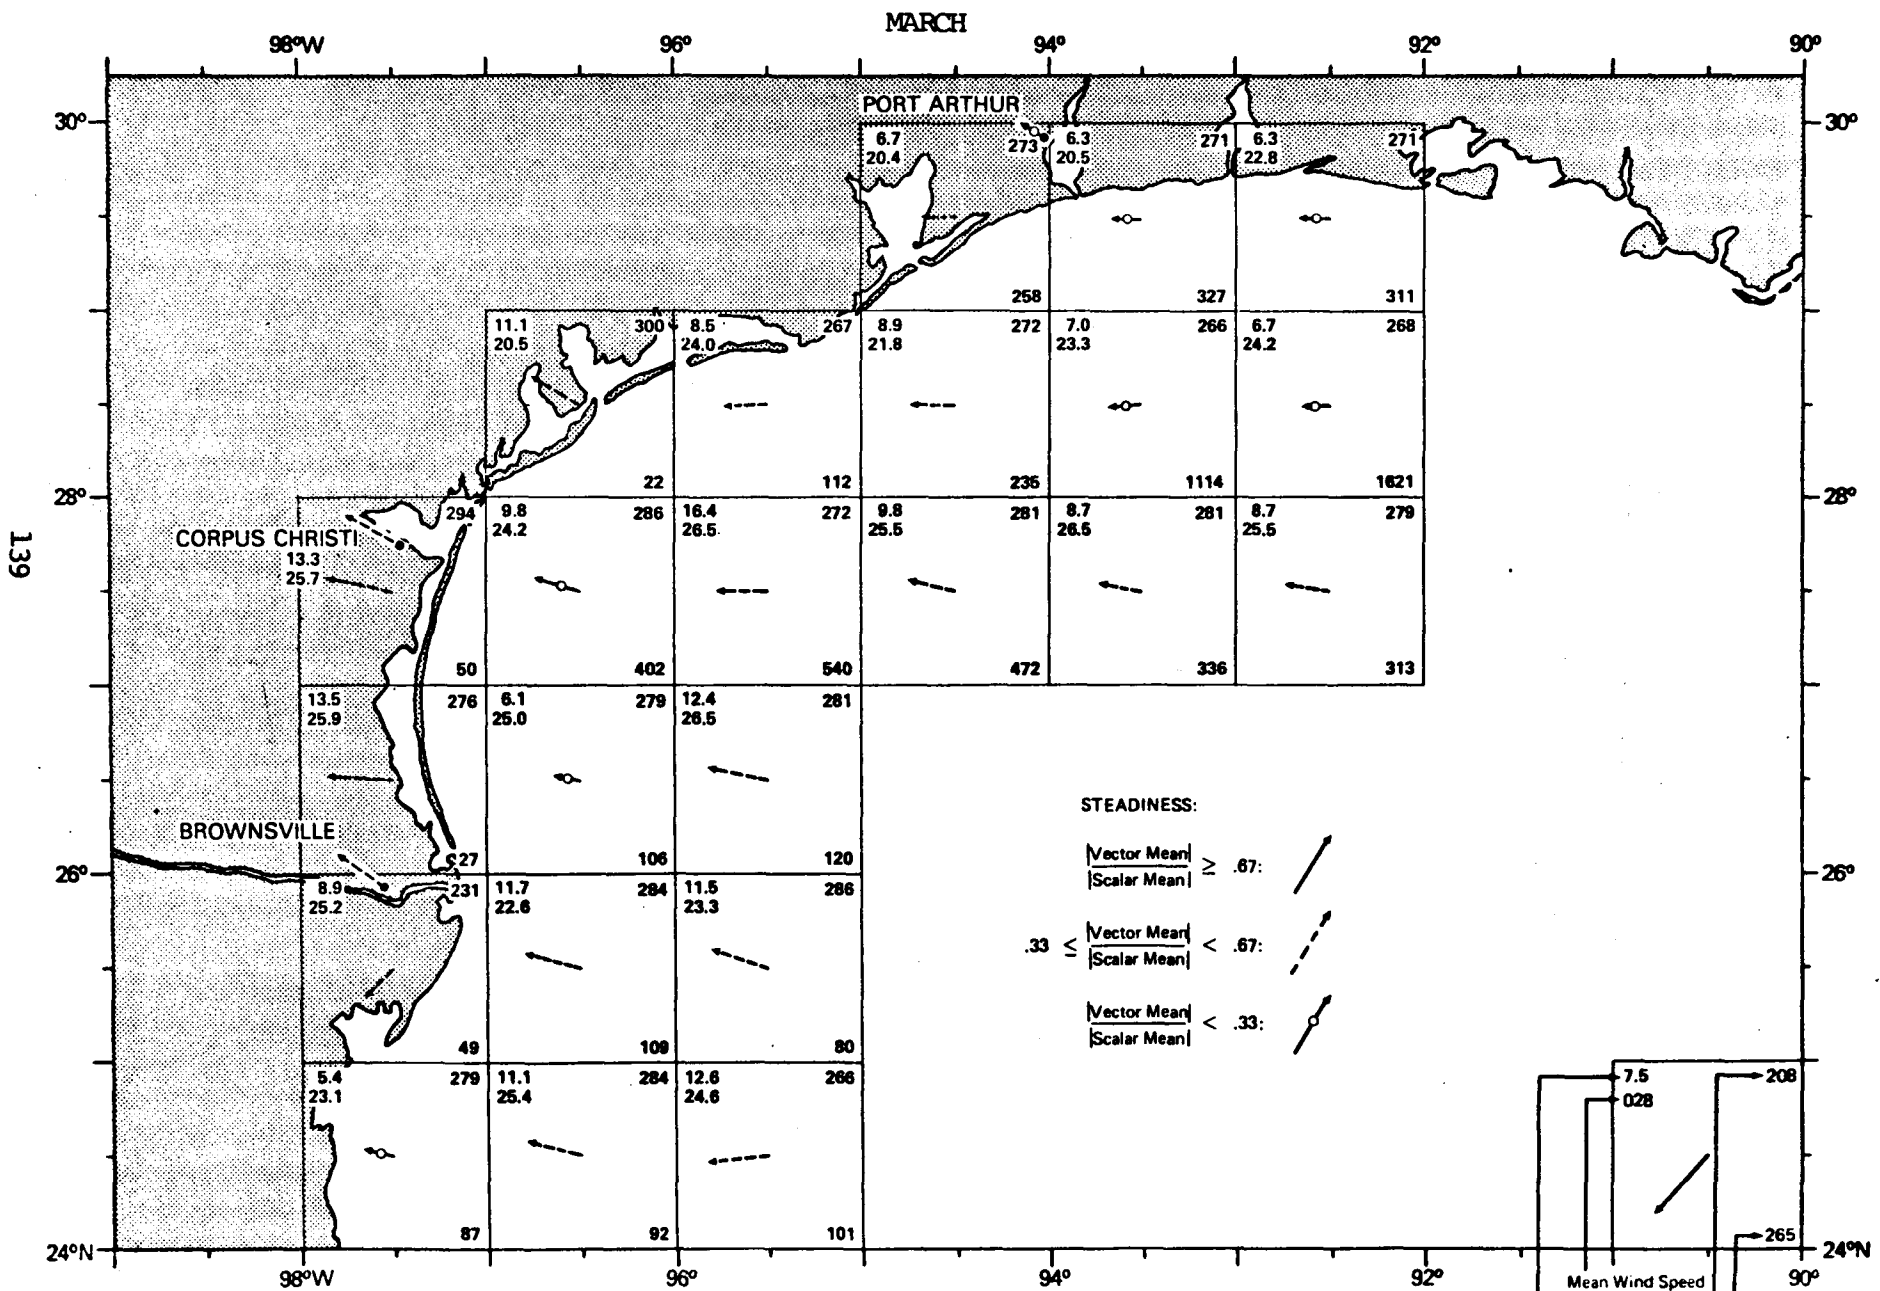 MARCH
98°W 96° 94° 92° 90°
30° 30°
PORT ARTHUR
6.7 273 6.3 271 6.3 271
20.4 20.5 22.8
258 327 311
11.1 300 8.5 267 8.9 272 7.0 266 6.7 268
20.5 24.0 21.8 23.3 24.2
22 112 235 1114 1621
28° 28°
294 9.8 286 16.4 272 9.8 281 8.7 281 8.7 279
24.2 26.5 25.5 26.5 25.5
CORPUS CHRISTI
13.3
25.7
139
50 402 540 472 336 313
13.5 276 6.1 279 12.4 281
25.9 25.0 26.5
STEADINESS:
BROWNSVILLE
|Vector Mean|
|Scalar Mean| ≥ .67:
27 106 120
26° 26°
8.9 231 11.7 284 11.5 286
25.2 22.6 23.3
.33 ≤ |Vector Mean| < .67:
|Scalar Mean|
|Vector Mean| < .33:
|Scalar Mean|
49 109 80
5.4 279 11.1 284 12.6 266
23.1 25.4 24.6
7.5 208
028
87 92 101
265
24°N 24°N
98°W 96° 94° 92° 90°
Mean Wind Speed